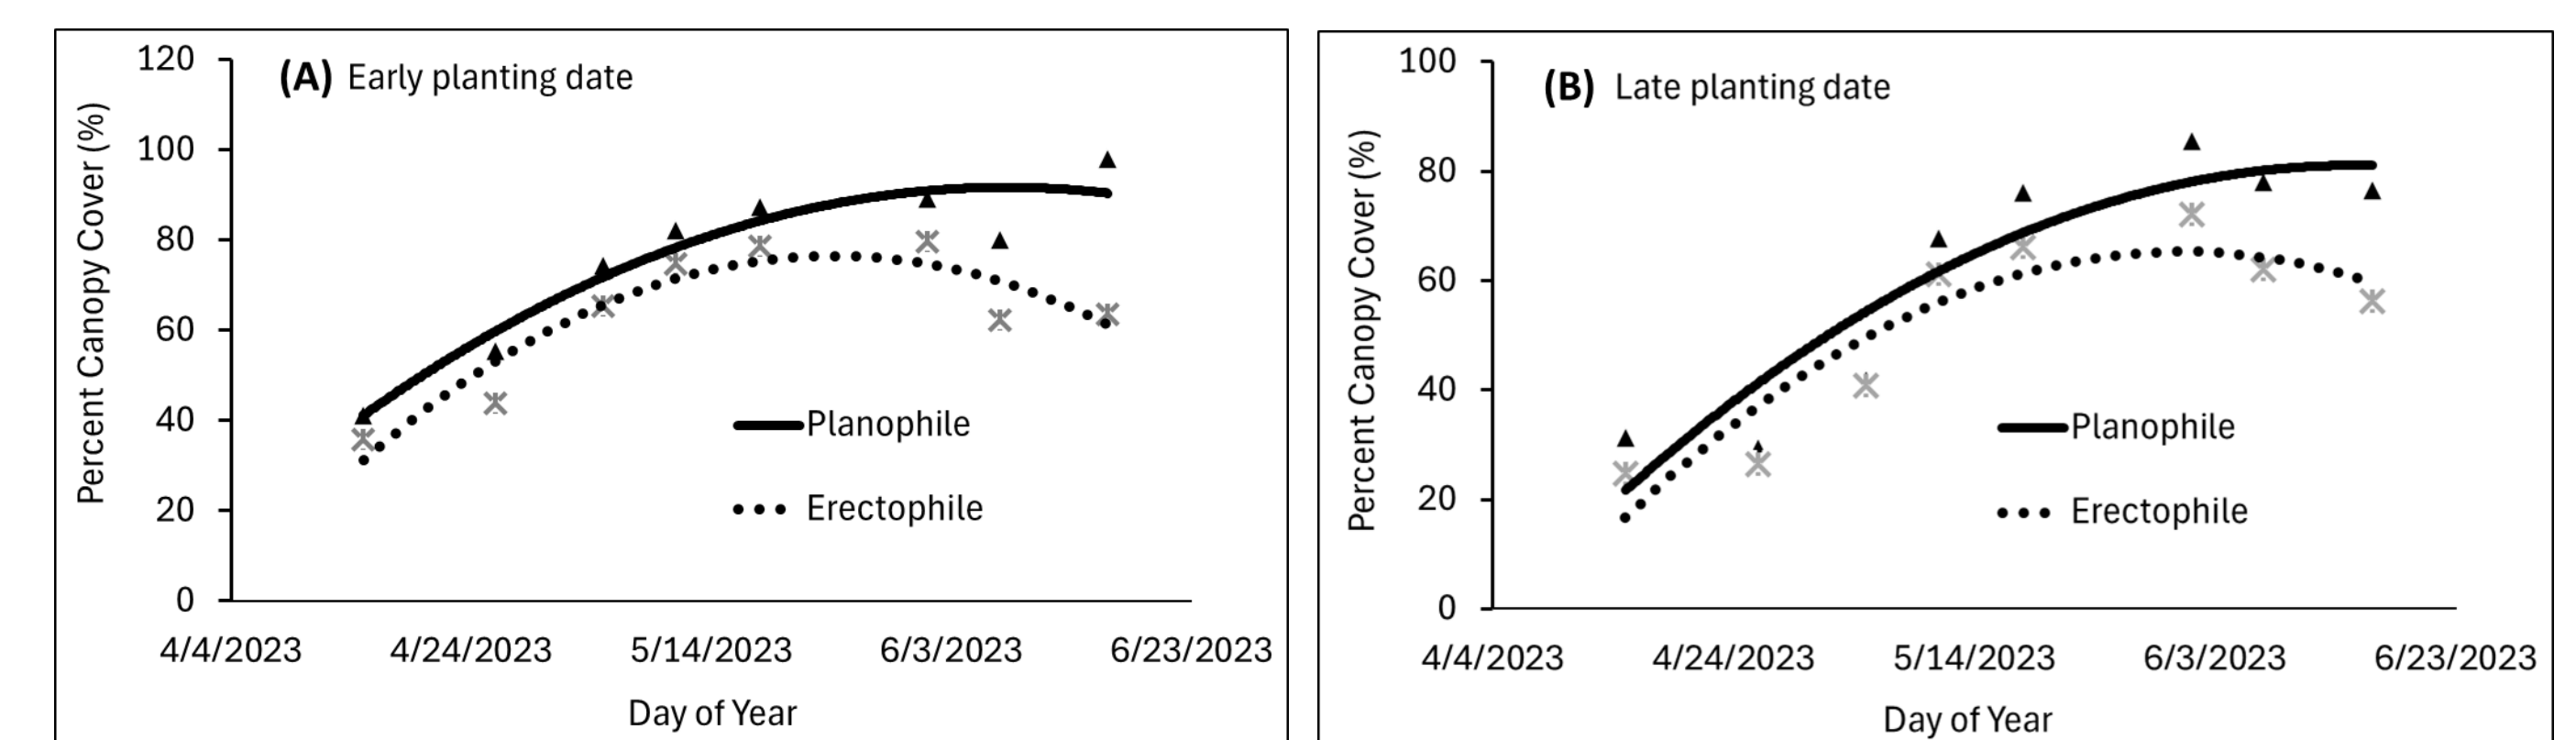 (A) Early planting date
Percent Canopy Cover (%)
120
100
80
60
40
20
0
Planophile
Erectophile
4/4/2023 4/24/2023 5/14/2023 6/3/2023 6/23/2023
Day of Year
(B) Late planting date
Percent Canopy Cover (%)
100
80
60
40
20
0
Planophile
Erectophile
4/4/2023 4/24/2023 5/14/2023 6/3/2023 6/23/2023
Day of Year